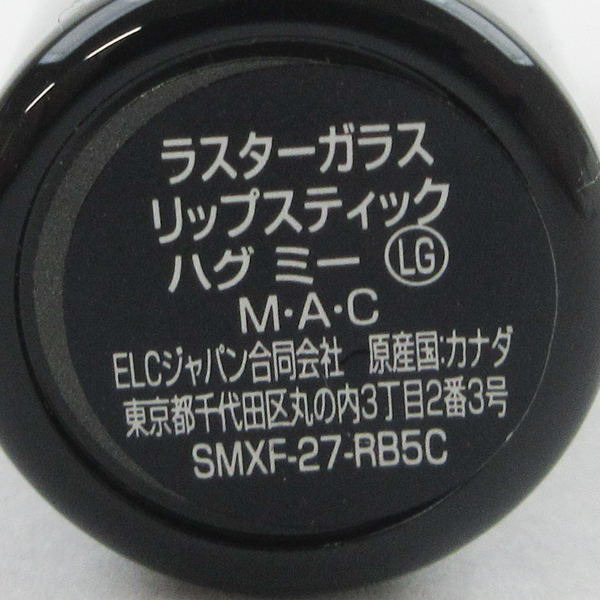 ラスターガラス
リップスティック
ハグ ミー LG
M・A・C
ELCジャパン合同会社 原産国:カナダ
東京都千代田区丸の内3丁目2番3号
SMXF-27-RB5C